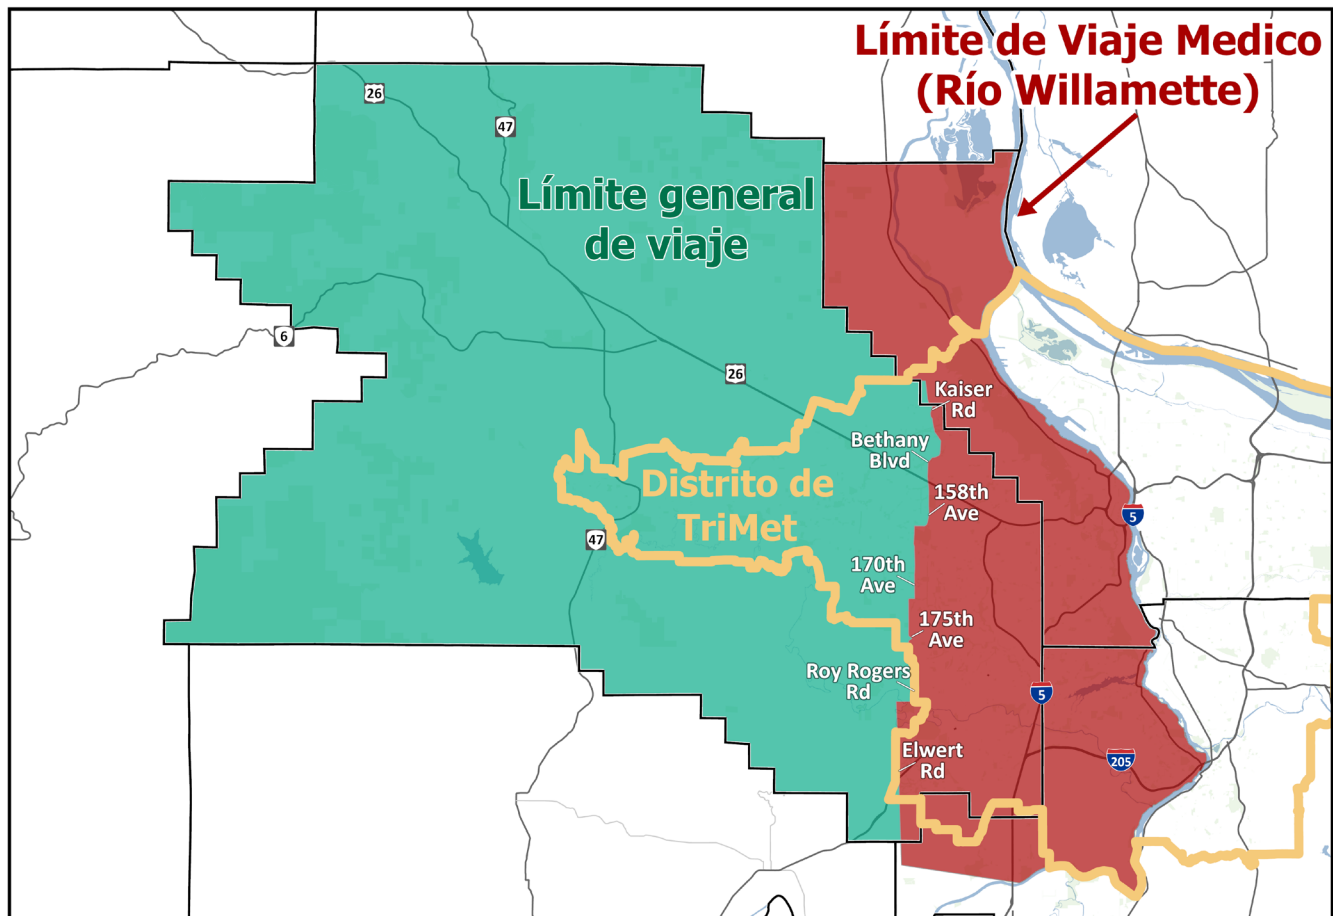 Límite de Viaje Medico
(Río Willamette)
26
47
Límite general
de viaje
6
26
Kaiser
Rd
Bethany
Blvd
Distrito de
TriMet
158th
Ave
5
47
170th
Ave
175th
Ave
Roy Rogers
Rd
5
Elwert
Rd
205